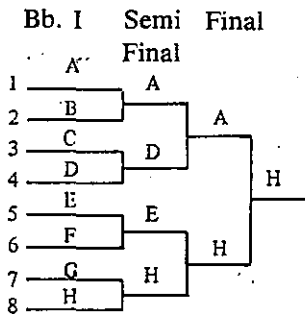 Bb. I Semi Final Final
A A
1
B A
2
3 C
D D
4
H
5 E E
6 F
H
7 G H
8 H